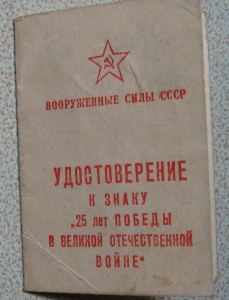 ВООРУЖЕННЫЕ СИЛЫ СССР
УДОСТОВЕРЕНИЕ
К ЗНАКУ
„25 лет ПОБЕДЫ
В ВЕЛИКОЙ ОТЕЧЕСТВЕННОЙ
ВОЙНЕ“